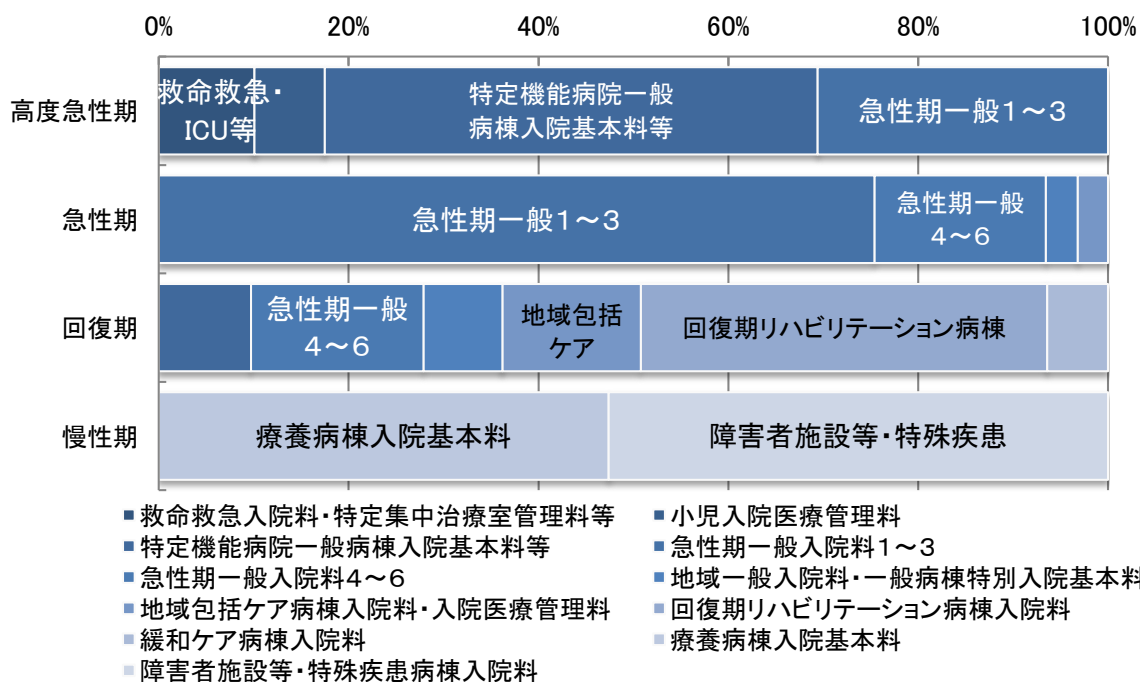 0%
20%
40%
60%
80%
100%
高度急性期
救命救急・
ICU等
特定機能病院一般
病棟入院基本料等
急性期一般1～3
急性期
急性期一般1～3
急性期一般
4～6
回復期
急性期一般
4～6
地域包括
ケア
回復期リハビリテーション病棟
慢性期
療養病棟入院基本料
障害者施設等・特殊疾患
救命救急入院料・特定集中治療室管理料等
小児入院医療管理料
特定機能病院一般病棟入院基本料等
急性期一般入院料1～3
急性期一般入院料4～6
地域一般入院料・一般病棟特別入院基本料
地域包括ケア病棟入院料・入院医療管理料
回復期リハビリテーション病棟入院料
緩和ケア病棟入院料
療養病棟入院基本料
障害者施設等・特殊疾患病棟入院料